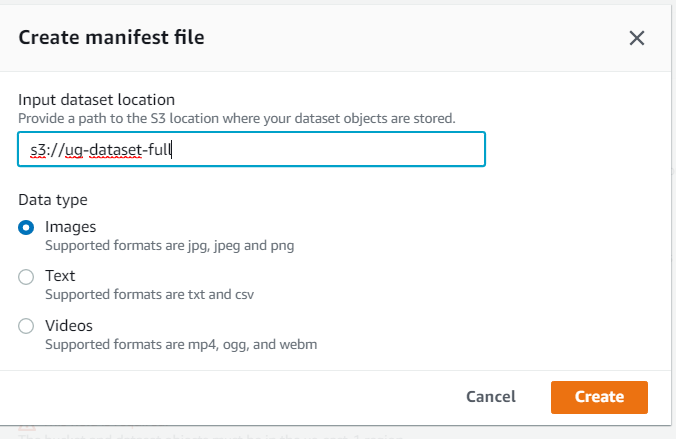 Create manifest file
Input dataset location
Provide a path to the S3 location where your dataset objects are stored.
s3://ug-dataset-full
Data type
Images
Supported formats are jpg, jpeg and png
Text
Supported formats are txt and csv
Videos
Supported formats are mp4, ogg, and webm
Cancel
Create